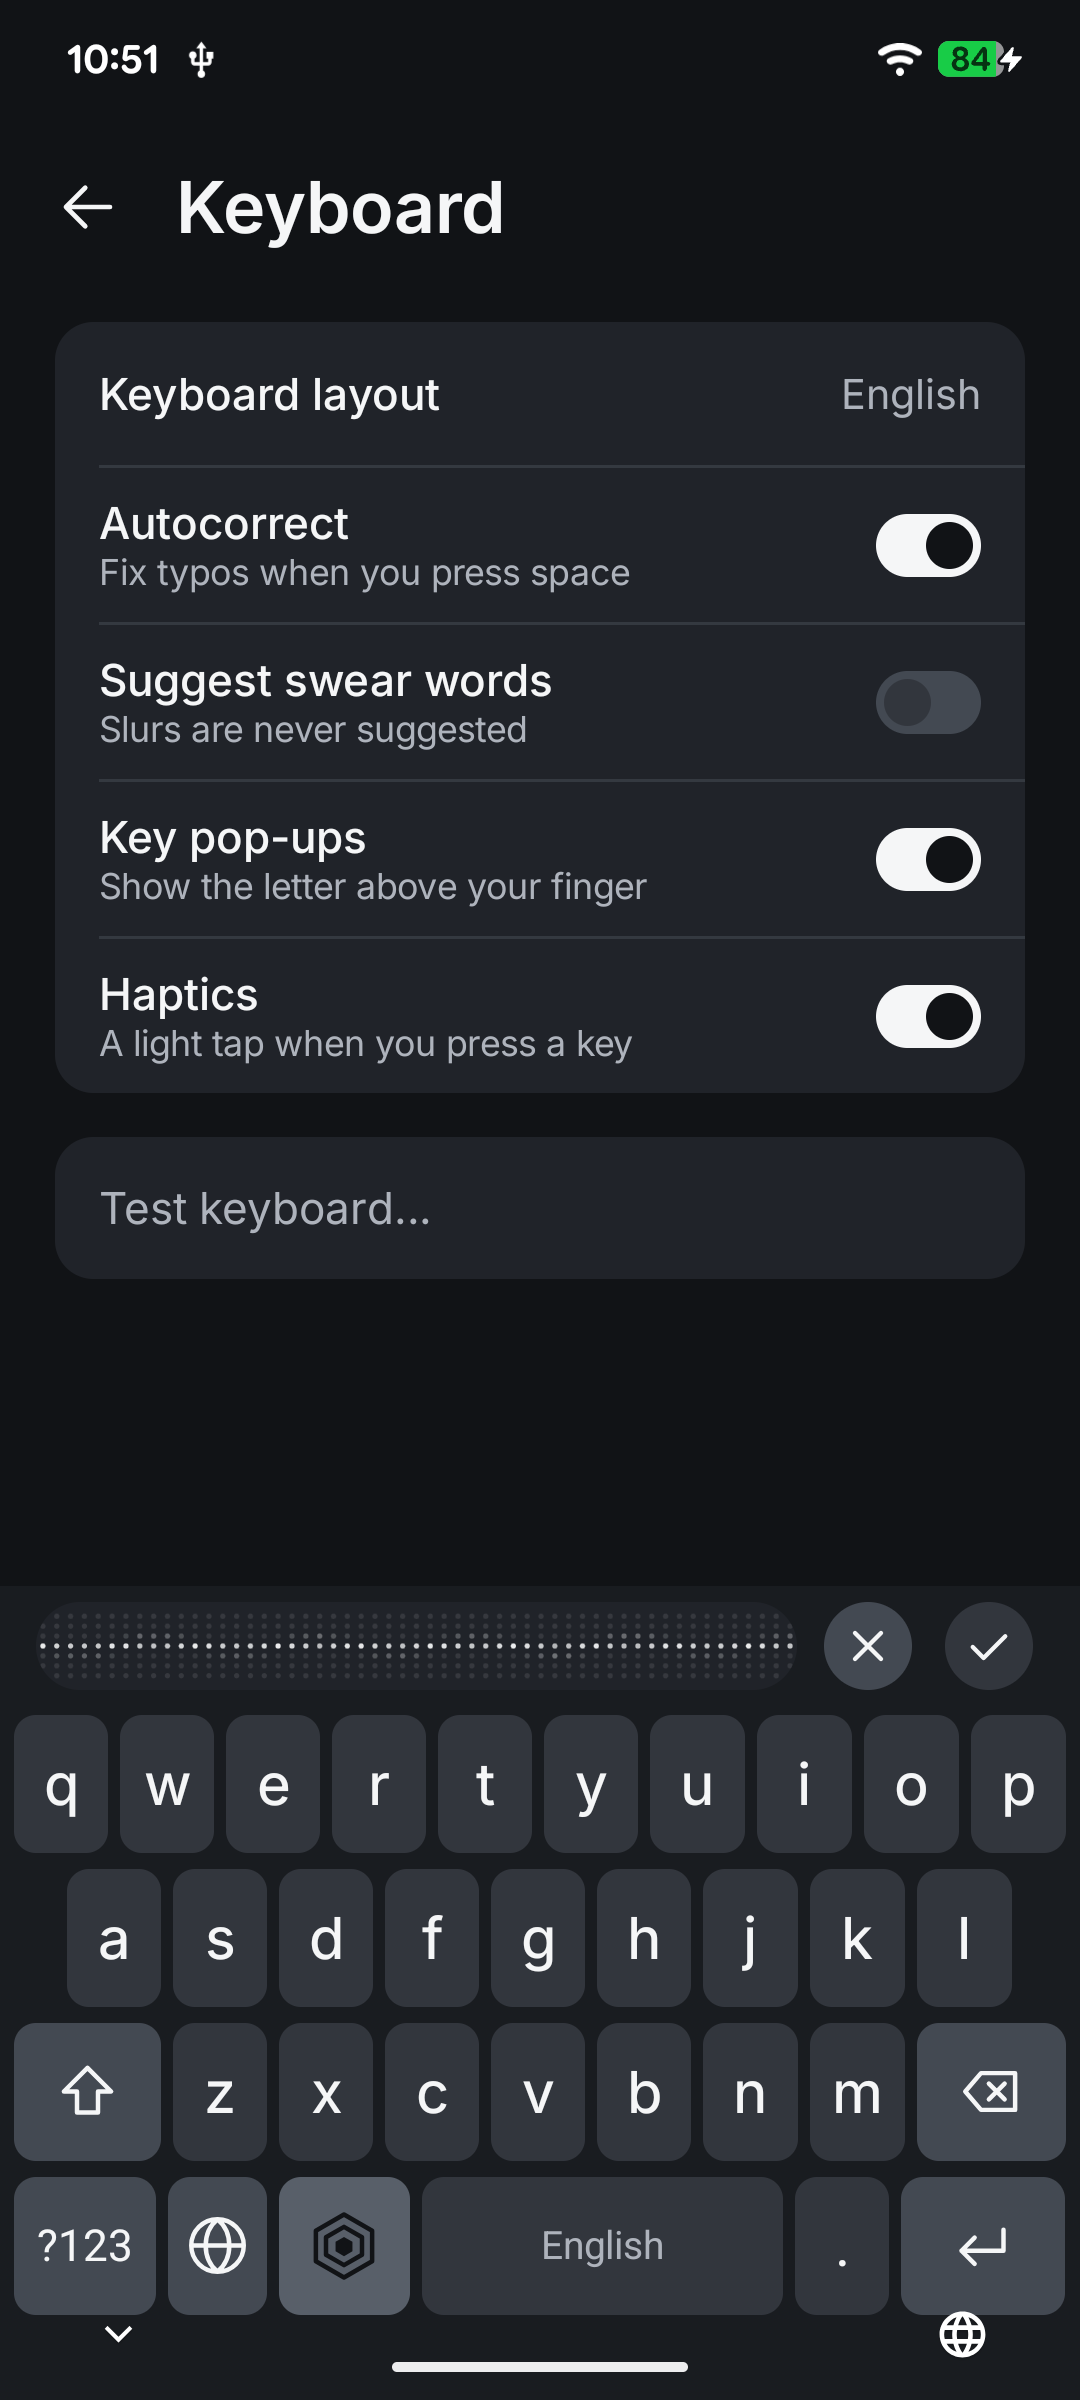 10:51
84
Keyboard
Keyboard layout English
Autocorrect
Fix typos when you press space
Suggest swear words
Slurs are never suggested
Key pop-ups
Show the letter above your finger
Haptics
A light tap when you press a key
Test keyboard...
q w e r t y u i o p
a s d f g h j k l
z x c v b n m
?123 English .